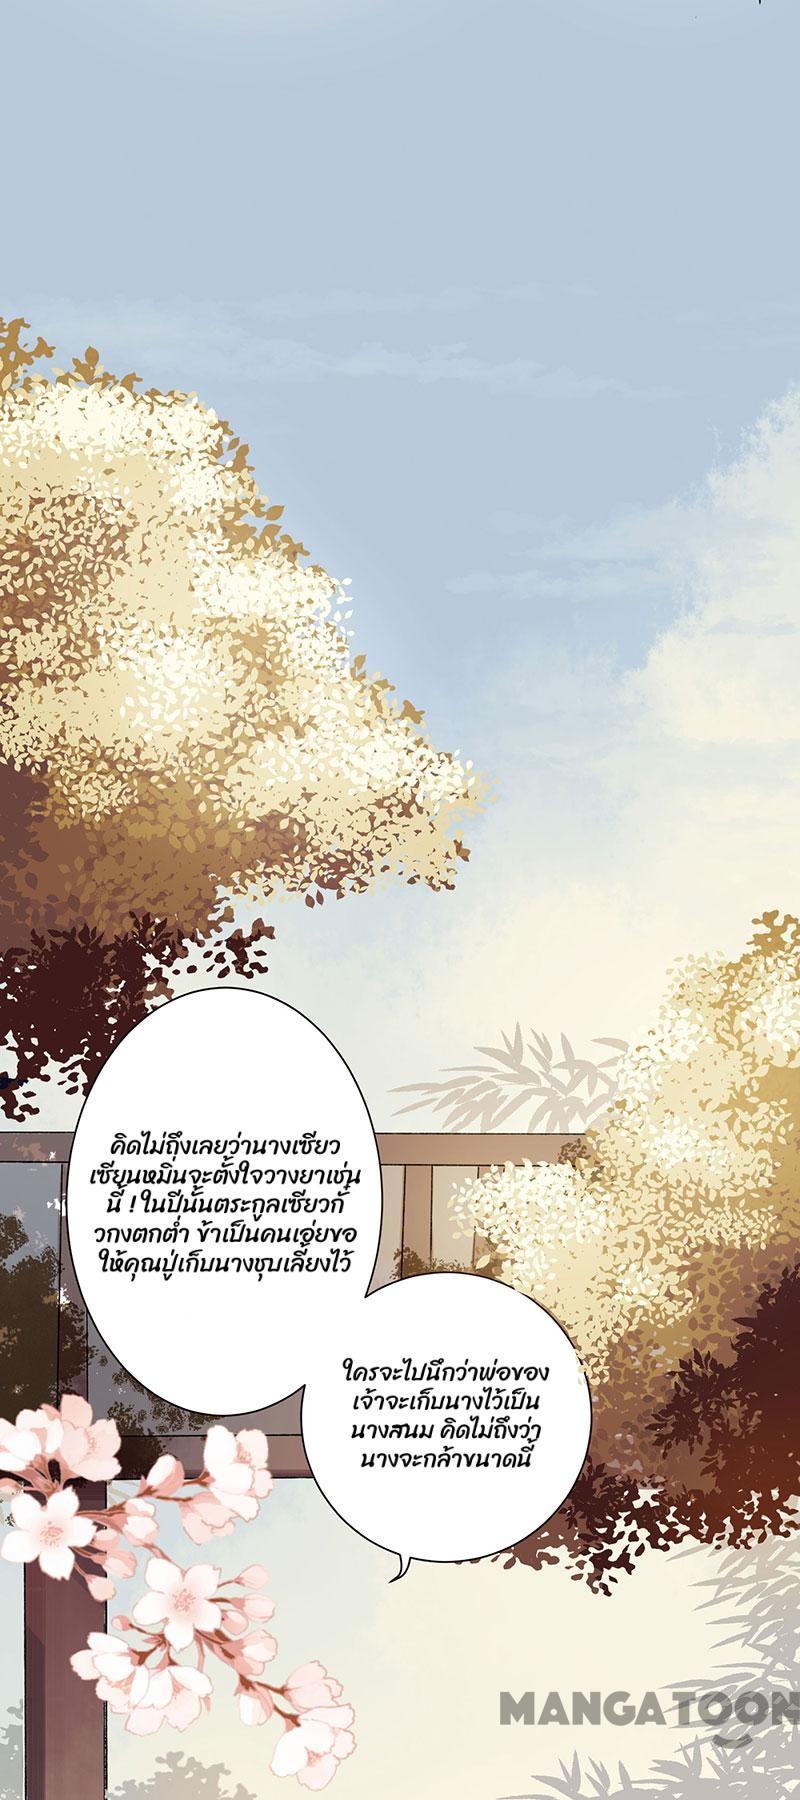 คิดไม่ถึงเลยว่านางเซียว
เซียนหมิ่นจะตั้งใจวางยาเช่น
นี้ ! ในปีนั้นตระกูลเซียวกั๋
วกงตกต่ำ ข้าเป็นคนเอ่ยขอ
ให้คุณปู่เก็บนางชุบเลี้ยงไว้
ใครจะไปนึกว่าพ่อของ
เจ้าจะเก็บนางไว้เป็น
นางสนม คิดไม่ถึงว่า
นางจะกล้าขนาดนี้
MANGATOON